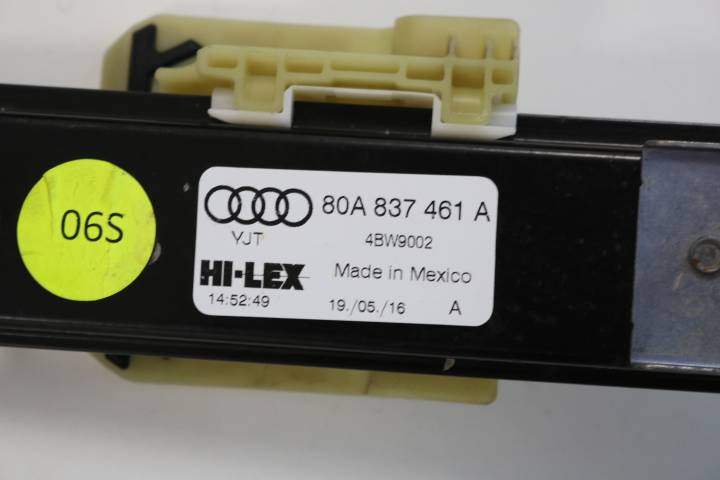 06S
80A 837 461 A
YJT 4BW9002
HI-LEX Made in Mexico
14:52:49 19./05./16 A